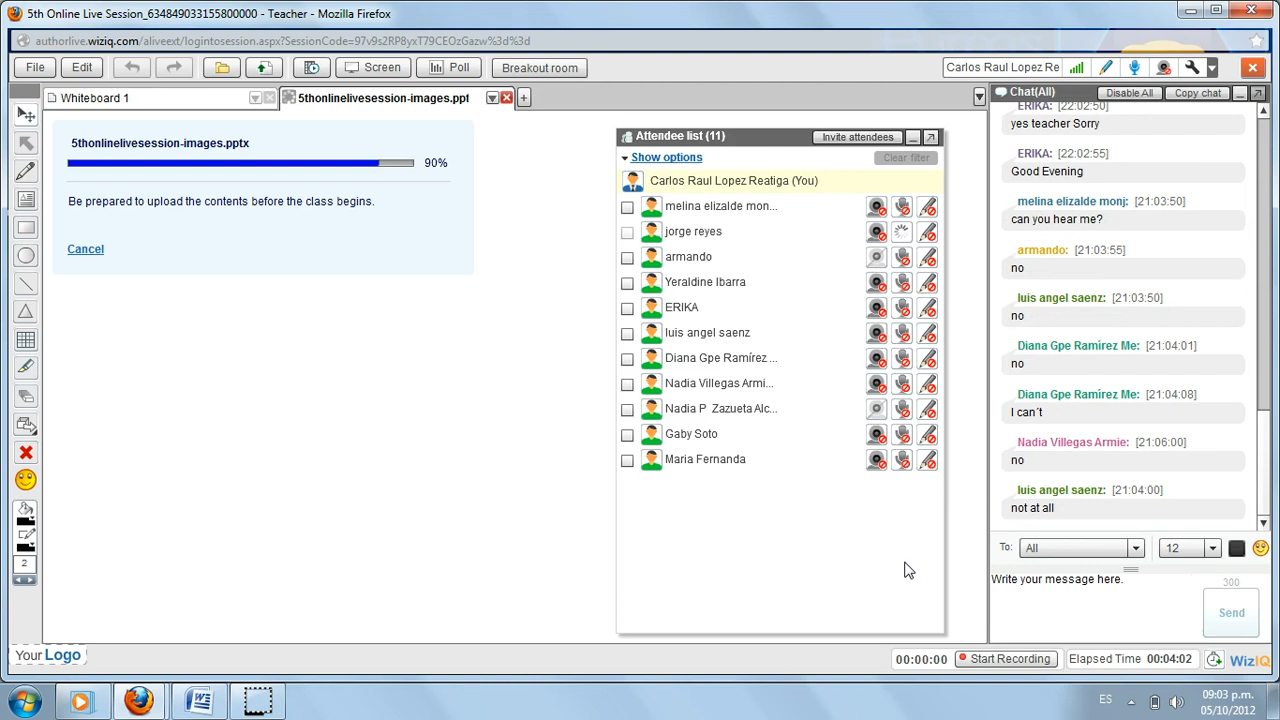 5th Online Live Session_634849033155800000 - Teacher - Mozilla Firefox
authorlive.wiziq.com/aliveext/logintosession.aspx?SessionCode=97v9s2RP8yxT79CEOzGazw%3d%3d
File Edit Screen Poll Breakout room Carlos Raul Lopez Re
Whiteboard 1 5thonlinelivesession-images.ppt
5thonlinelivesession-images.pptx
90%
Be prepared to upload the contents before the class begins.
Cancel
2
Attendee list (11) Invite attendees
Show options Clear filter
Carlos Raul Lopez Reatiga (You)
melina elizalde mon...
jorge reyes
armando
Yeraldine Ibarra
ERIKA
luis angel saenz
Diana Gpe Ramírez ...
Nadia Villegas Armi...
Nadia P Zazueta Alc...
Gaby Soto
Maria Fernanda
Chat(All) Disable All Copy chat
ERIKA: [22:02:50]
yes teacher Sorry
ERIKA: [22:02:55]
Good Evening
melina elizalde monj: [21:03:50]
can you hear me?
armando: [21:03:55]
no
luis angel saenz: [21:03:50]
no
Diana Gpe Ramírez Me: [21:04:01]
no
Diana Gpe Ramírez Me: [21:04:08]
I can´t
Nadia Villegas Armie: [21:06:00]
no
luis angel saenz: [21:04:00]
not at all
To: All 12
Write your message here.
300
Send
Your Logo
00:00:00 Start Recording Elapsed Time 00:04:02 WizIQ
ES 09:03 p.m.
05/10/2012